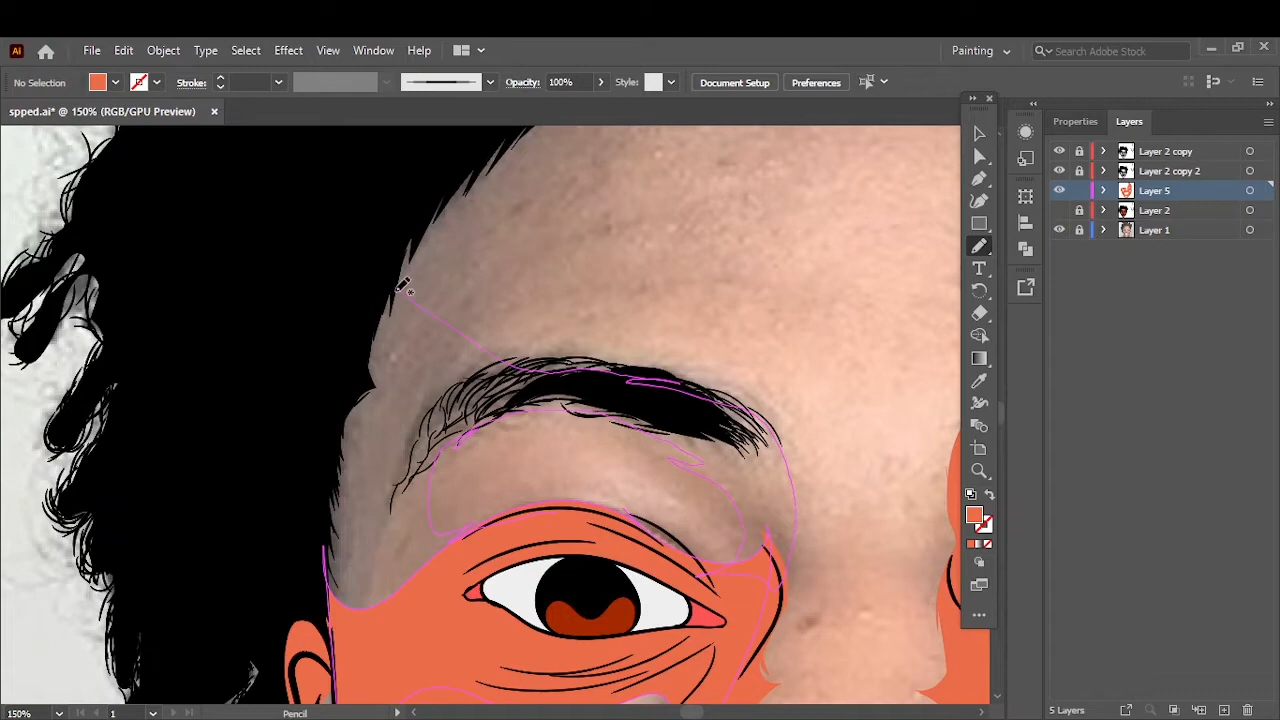 Ai File Edit Object Type Select Effect View Window Help Painting Search Adobe Stock
No Selection Stroke: Opacity: 100% Style: Document Setup Preferences
spped.ai* @ 150% (RGB/GPU Preview)
Properties Layers
Layer 2 copy
Layer 2 copy 2
Layer 5
Layer 2
Layer 1
T
150% 1 Pencil 5 Layers